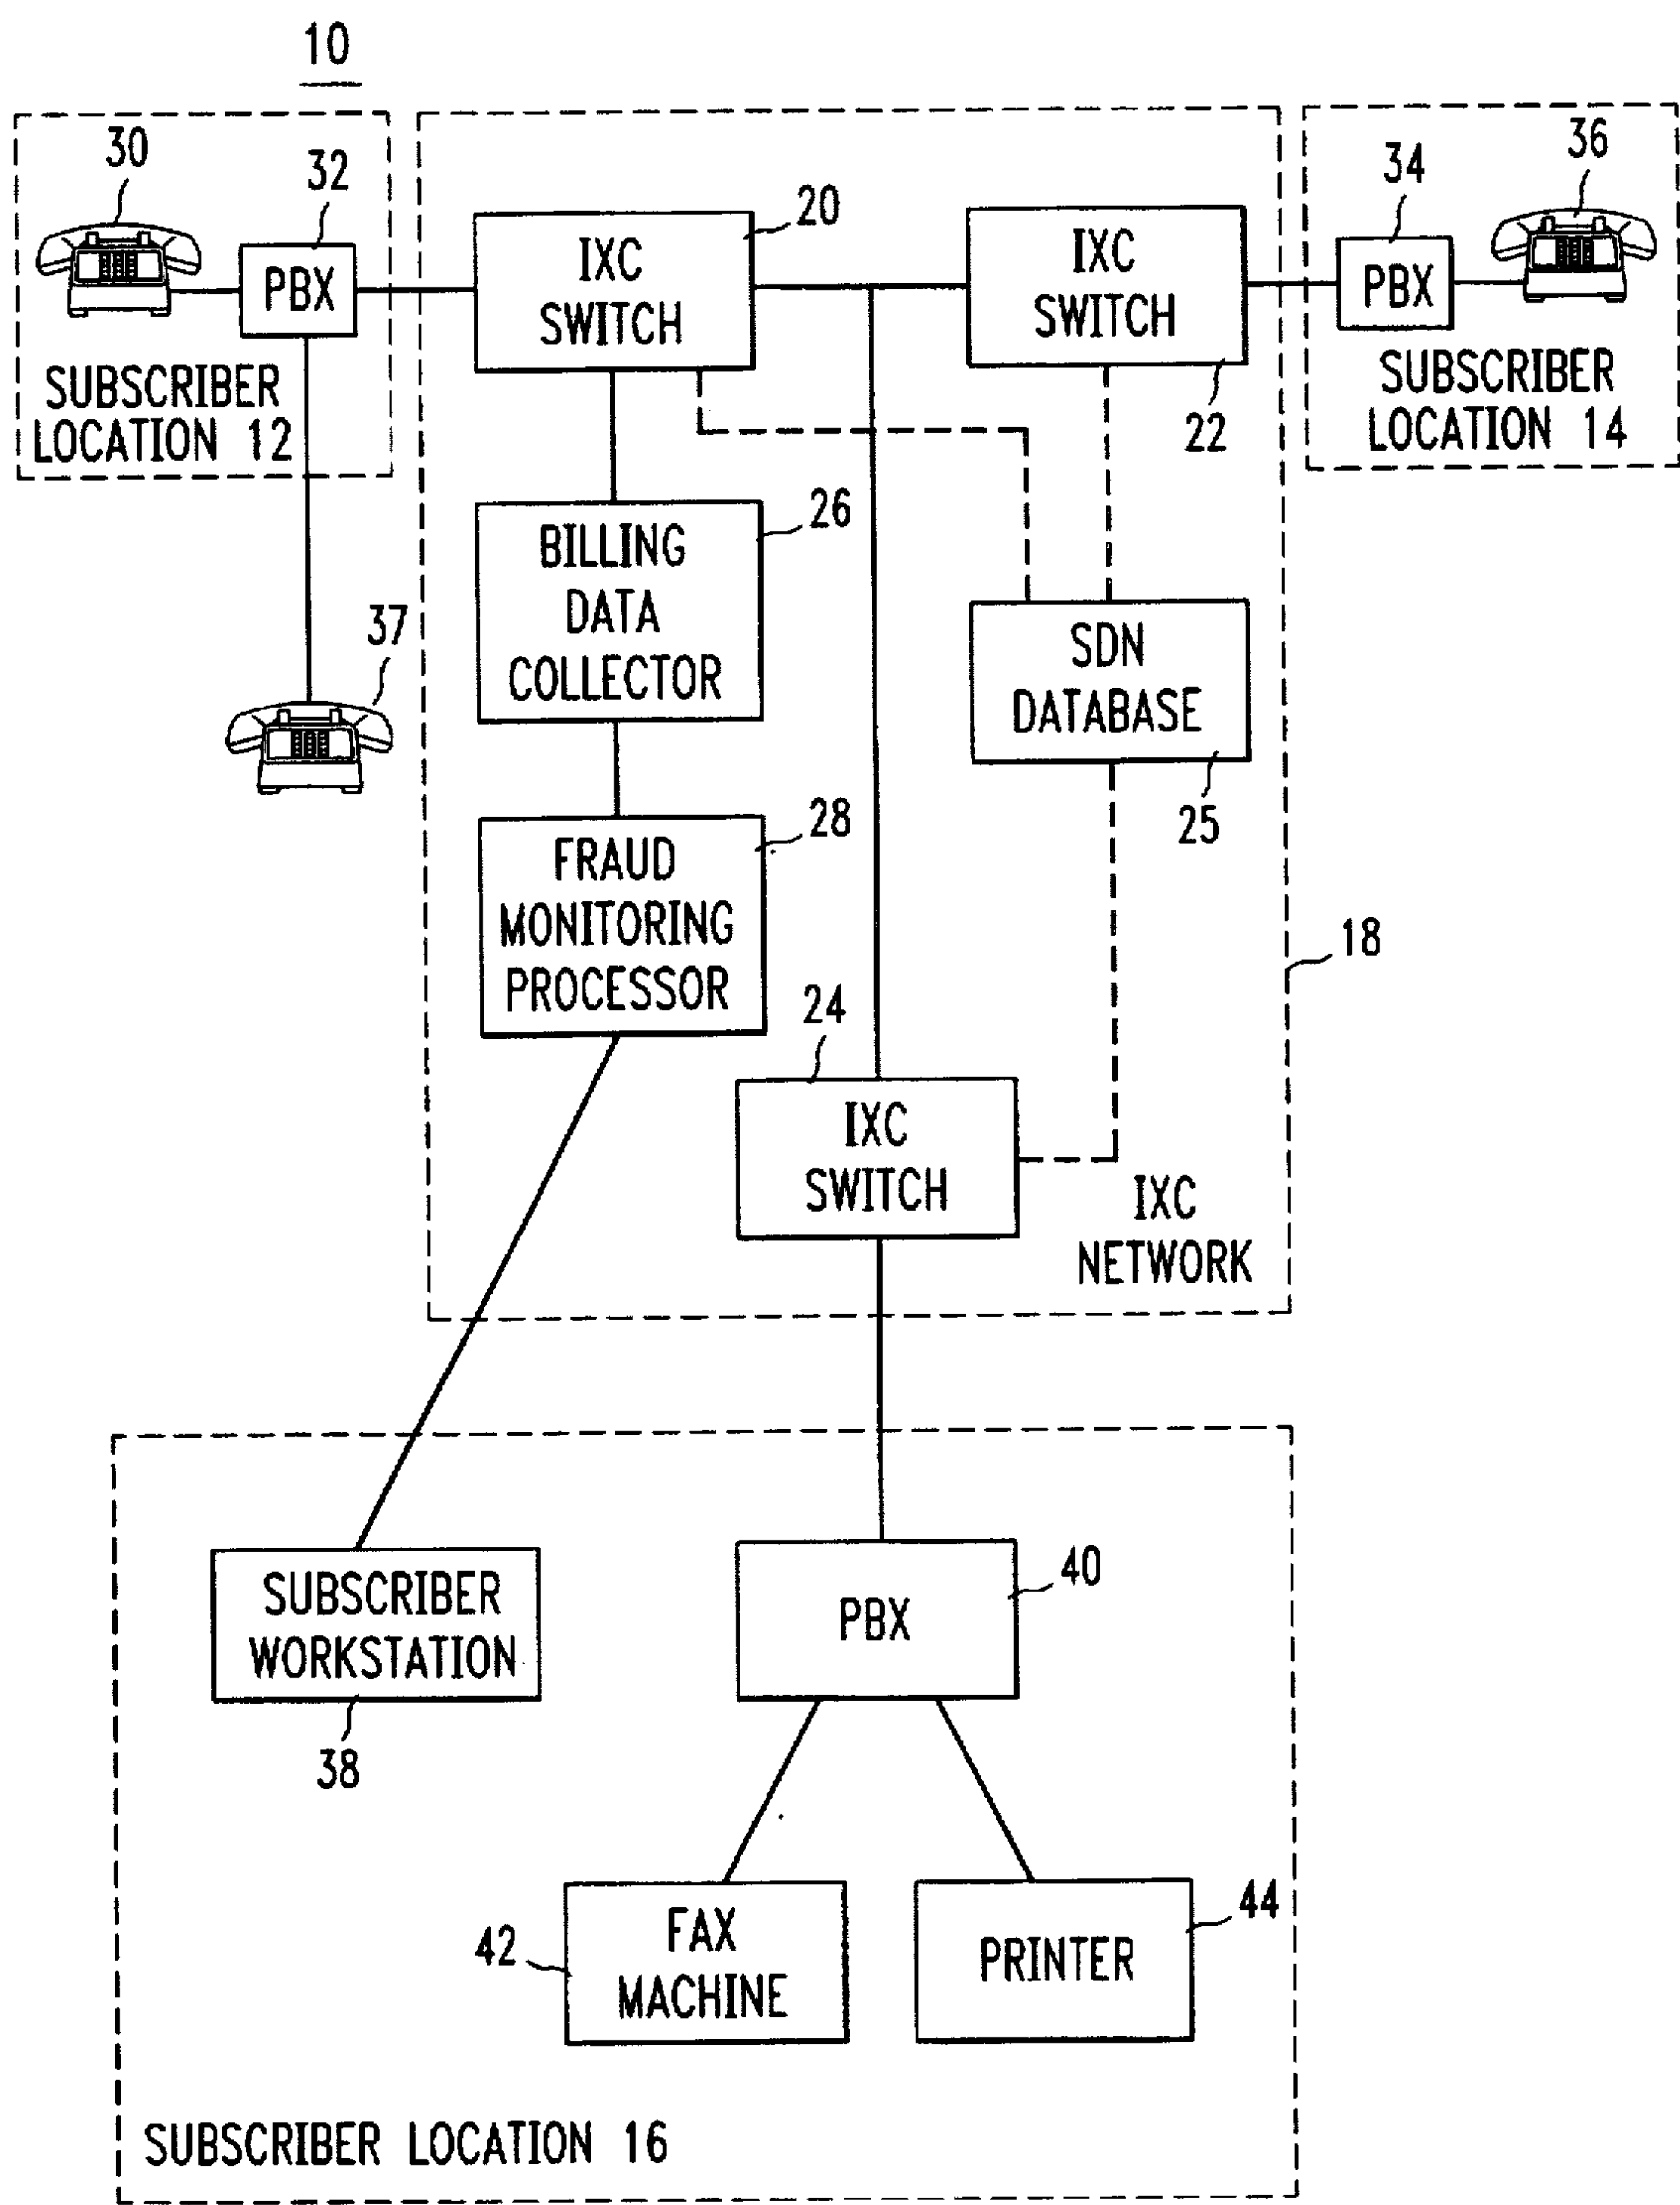 10
30
32
PBX
SUBSCRIBER
LOCATION 12
37
20
IXC
SWITCH
IXC
SWITCH
22
34
36
PBX
SUBSCRIBER
LOCATION 14
26
BILLING
DATA
COLLECTOR
SDN
DATABASE
25
28
FRAUD
MONITORING
PROCESSOR
18
24
IXC
SWITCH
IXC
NETWORK
SUBSCRIBER
WORKSTATION
38
40
PBX
42
FAX
MACHINE
44
PRINTER
SUBSCRIBER LOCATION 16